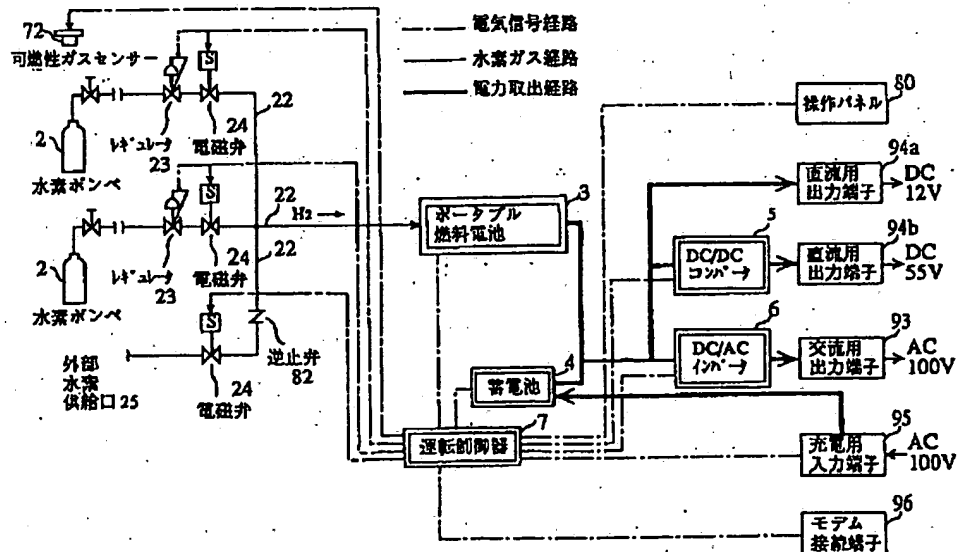 72
可燃性ガスセンサー
電気信号経路
水素ガス経路
電力取出経路
S
22
2
水素ボンベ
レギュレータ
23
24
電磁弁
S
22
H2
22
2
水素ボンベ
レギュレータ
23
24
電磁弁
S
逆止弁
82
外部
水素
供給口 25
24
電磁弁
3
ポータブル
燃料電池
操作パネル
80
94a
直流用
出力端子
DC
12V
5
DC/DC
コンバータ
94b
直流用
出力端子
DC
55V
6
DC/AC
インバータ
93
交流用
出力端子
AC
100V
4
蓄電池
7
運転制御器
95
充電用
入力端子
AC
100V
96
モデム
接続端子